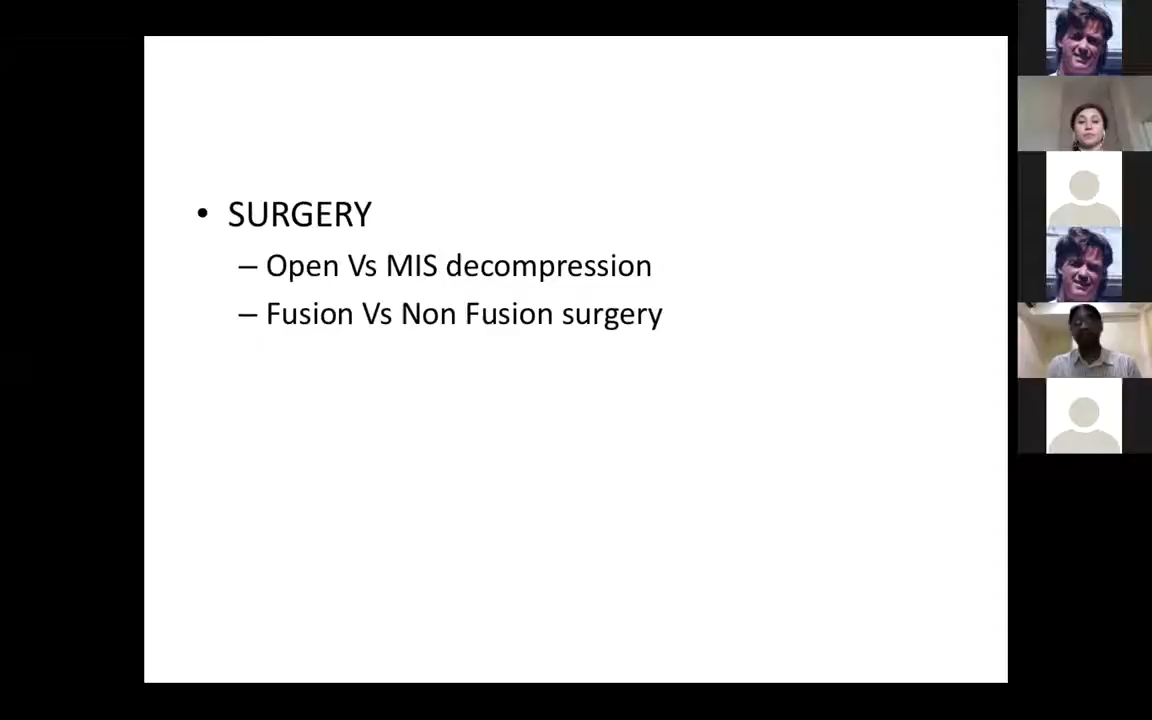 • SURGERY
– Open Vs MIS decompression
– Fusion Vs Non Fusion surgery